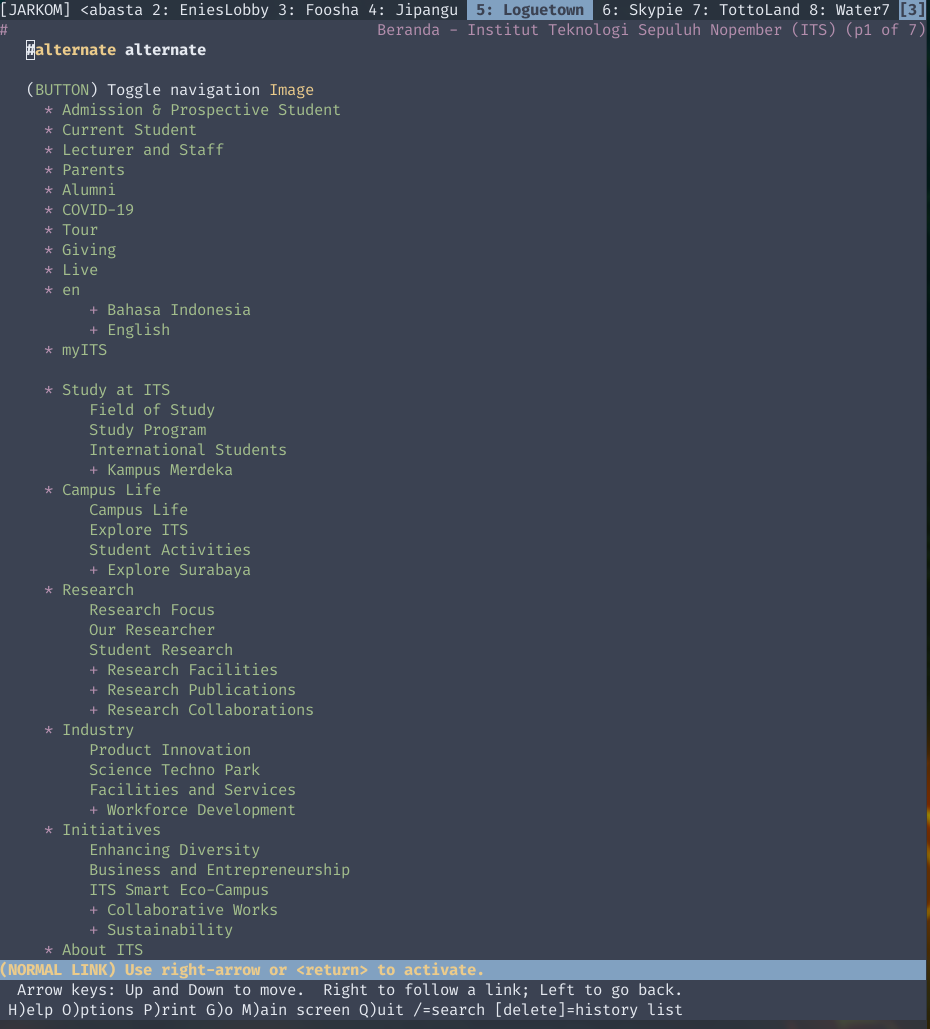 [JARKOM] <abasta 2: EniesLobby 3: Foosha 4: Jipangu 5: Loguetown 6: Skypie 7: TottoLand 8: Water7 [3]
# Beranda - Institut Teknologi Sepuluh Nopember (ITS) (p1 of 7)
#alternate alternate
(BUTTON) Toggle navigation Image
* Admission & Prospective Student
* Current Student
* Lecturer and Staff
* Parents
* Alumni
* COVID-19
* Tour
* Giving
* Live
* en
+ Bahasa Indonesia
+ English
* myITS
* Study at ITS
Field of Study
Study Program
International Students
+ Kampus Merdeka
* Campus Life
Campus Life
Explore ITS
Student Activities
+ Explore Surabaya
* Research
Research Focus
Our Researcher
Student Research
+ Research Facilities
+ Research Publications
+ Research Collaborations
* Industry
Product Innovation
Science Techno Park
Facilities and Services
+ Workforce Development
* Initiatives
Enhancing Diversity
Business and Entrepreneurship
ITS Smart Eco-Campus
+ Collaborative Works
+ Sustainability
* About ITS
(NORMAL LINK) Use right-arrow or <return> to activate.
Arrow keys: Up and Down to move. Right to follow a link; Left to go back.
H)elp O)ptions P)rint G)o M)ain screen Q)uit /=search [delete]=history list